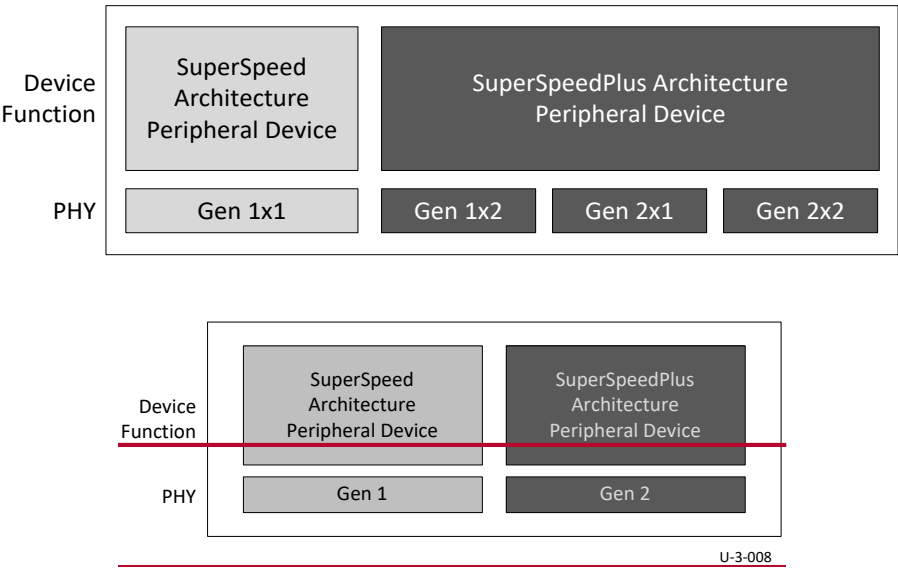 SuperSpeed
Architecture
Peripheral Device
SuperSpeedPlus Architecture
Peripheral Device
Device
Function
PHY
Gen 1x1
Gen 1x2
Gen 2x1
Gen 2x2
SuperSpeed
Architecture
Peripheral Device
SuperSpeedPlus
Architecture
Peripheral Device
Device
Function
PHY
Gen 1
Gen 2
U-3-008